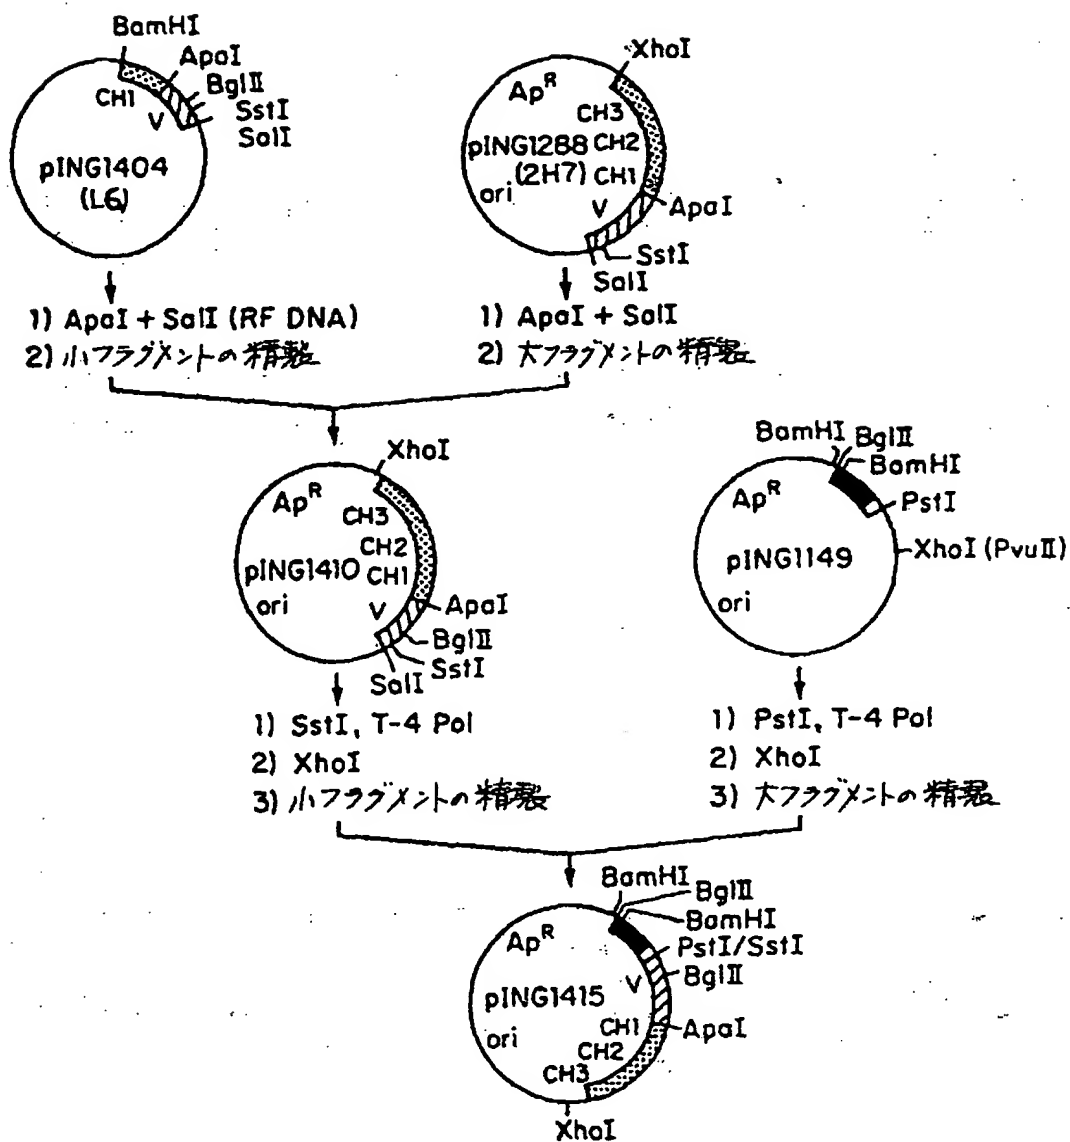 BamHI
ApaI
BglII
SstI
SalI
CH1
V
pING1404
(L6)
XhoI
Ap^R
CH3
pING1288 CH2
(2H7) CH1
ori
V
ApaI
SstI
SalI
1) ApaI + SalI (RF DNA)
2) 小フラグメントの精製
1) ApaI + SalI
2) 大フラグメントの精製
XhoI
Ap^R
CH3
CH2
pING1410 CH1
ori
V
ApaI
BglII
SstI
SalI
BamHI
BglII
BamHI
Ap^R
PstI
XhoI (PvuII)
pING1149
ori
1) SstI, T-4 Pol
2) XhoI
3) 小フラグメントの精製
1) PstI, T-4 Pol
2) XhoI
3) 大フラグメントの精製
BamHI
BglII
BamHI
Ap^R
PstI/SstI
BglII
V
pING1415
ori
CH1
ApaI
CH2
CH3
XhoI